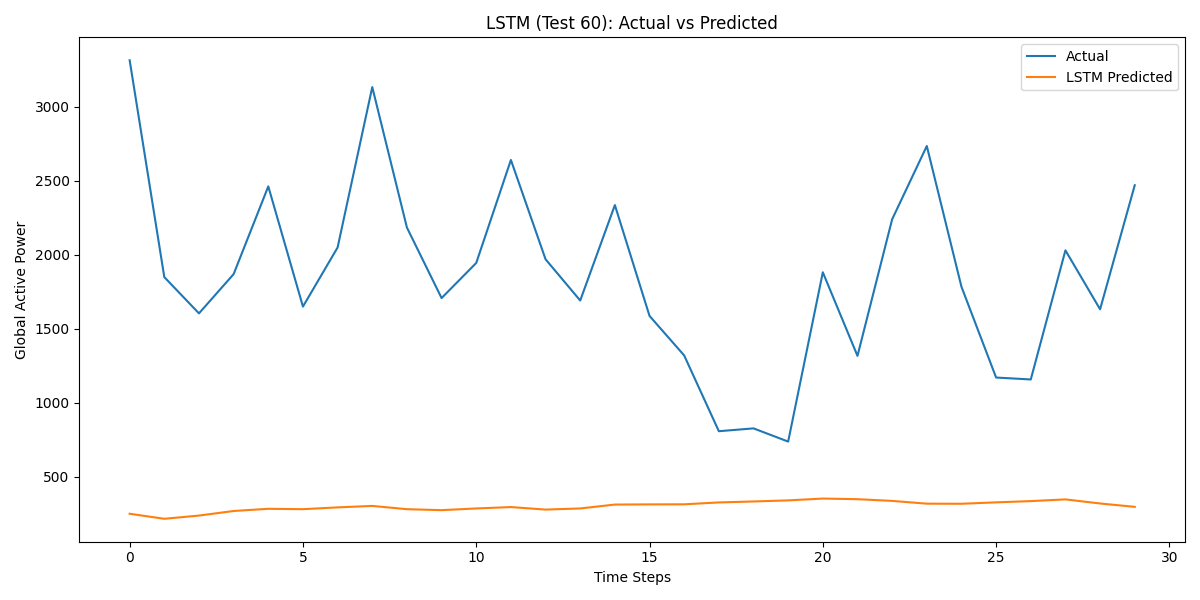 LSTM (Test 60): Actual vs Predicted
Actual
LSTM Predicted
Global Active Power
3000
2500
2000
1500
1000
500
0 5 10 15 20 25 30
Time Steps